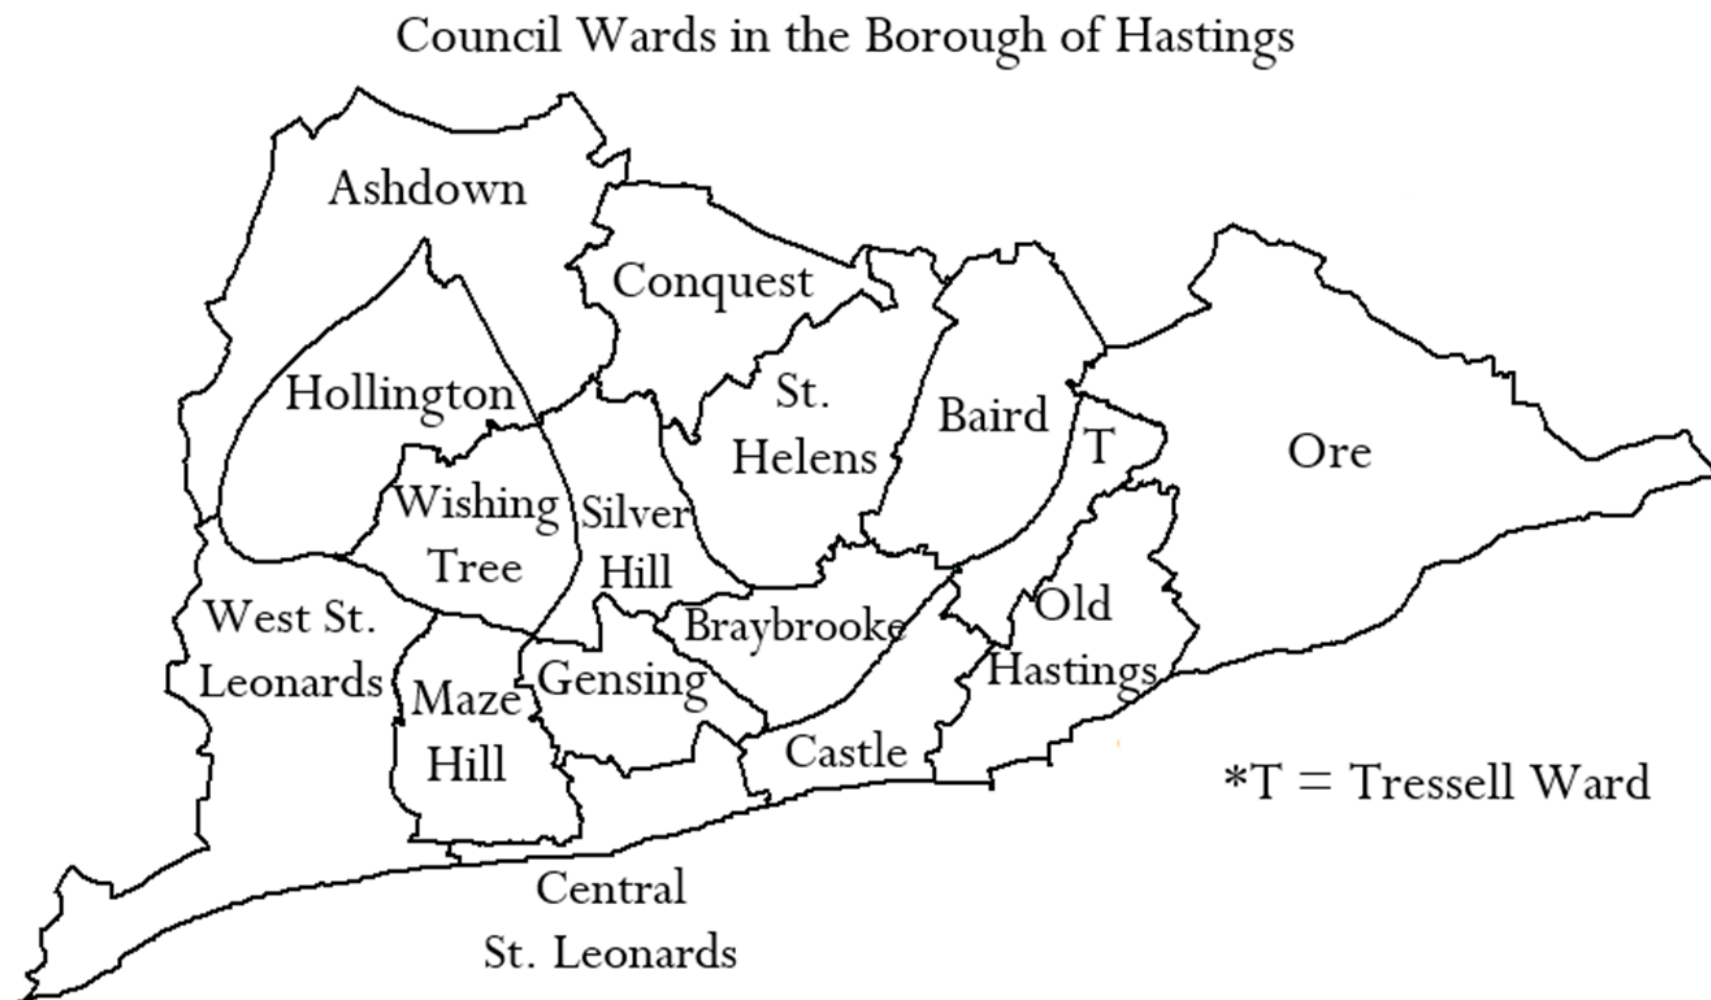 Council Wards in the Borough of Hastings
Ashdown
Conquest
Hollington
St.
Helens
Baird
T
Ore
Wishing
Tree
Silver
Hill
West St.
Leonards
Braybrooke
Old
Hastings
Maze
Hill
Gensing
Castle
*T = Tressell Ward
Central
St. Leonards